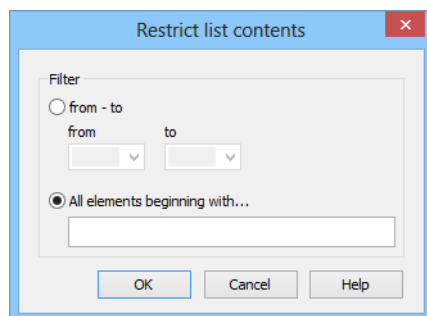 Restrict list contents
Filter
from - to
from to
All elements beginning with...
OK Cancel Help